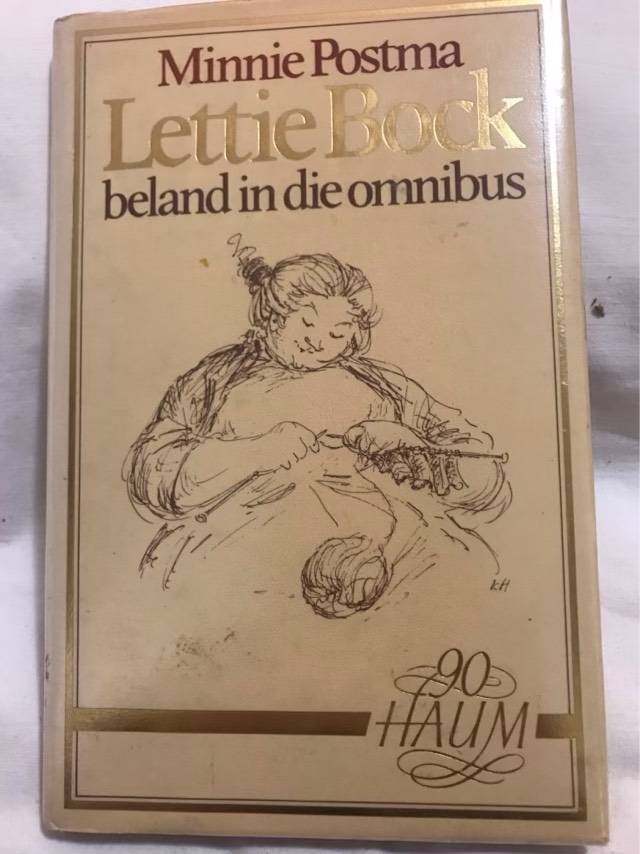 Minnie Postma
Lettie Bock
beland in die omnibus
KH
90
HAUM